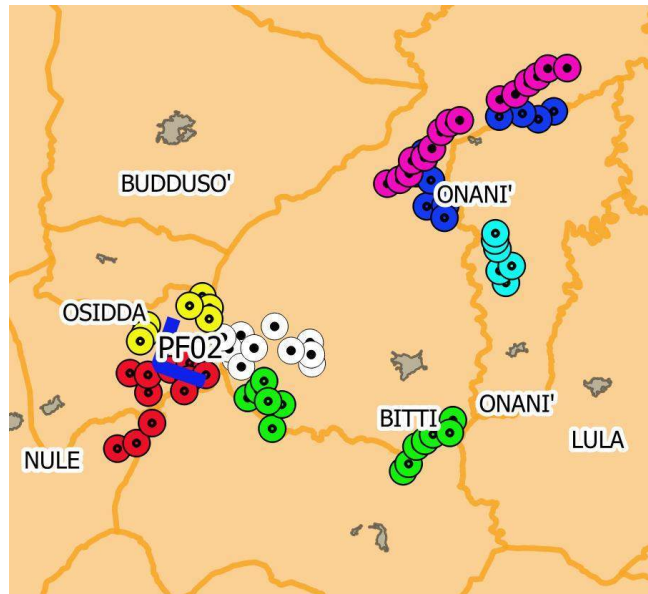 BUDDUSO'
ONANI'
OSIDDA
PF02
BITTI
ONANI'
LULA
NULE